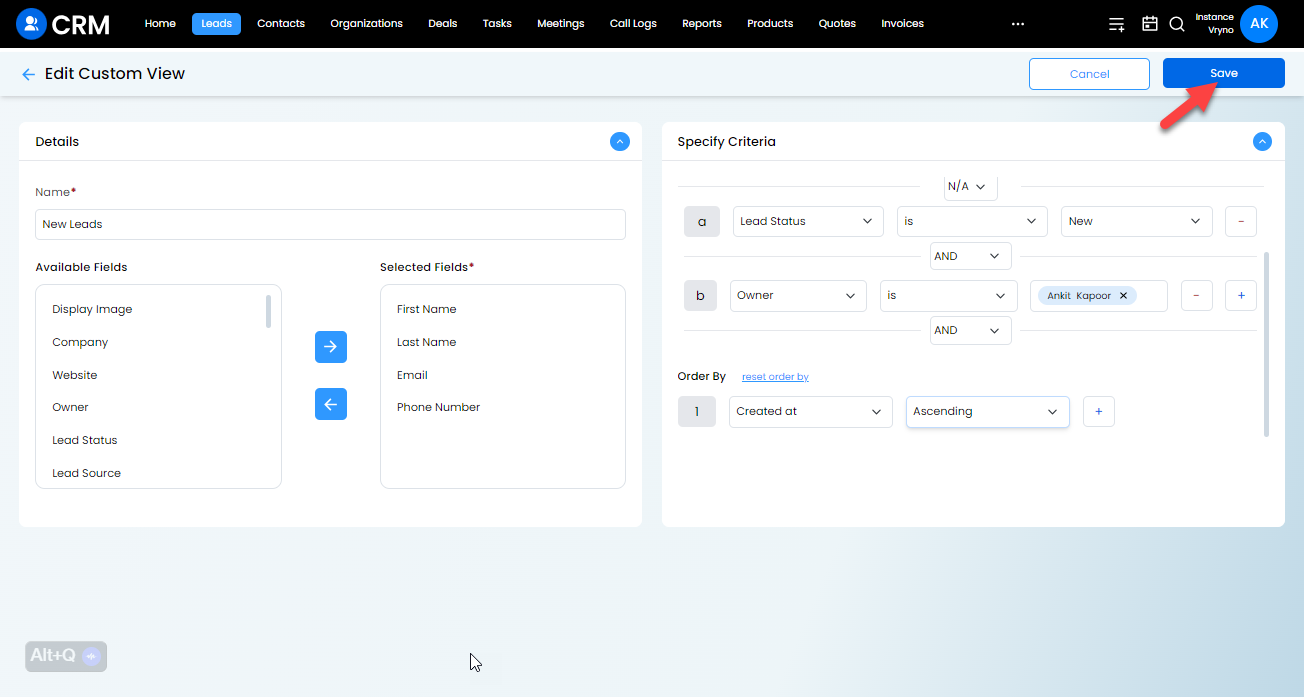 CRM Home Leads Contacts Organizations Deals Tasks Meetings Call Logs Reports Products Quotes Invoices ... Instance Vryno AK
Edit Custom View Cancel Save
Details
Name*
New Leads
Available Fields Selected Fields*
Display Image First Name
Company Last Name
Website Email
Owner Phone Number
Lead Status
Lead Source
Specify Criteria
N/A
a Lead Status is New -
AND
b Owner is Ankit Kapoor × - +
AND
Order By reset order by
1 Created at Ascending +
Alt+Q